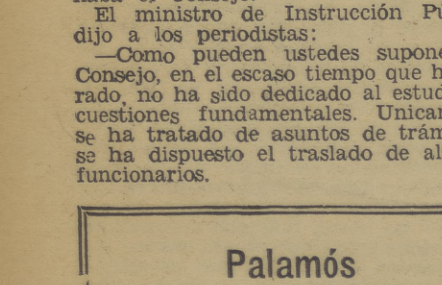 El ministro de Instrucción Pú
dijo a los periodistas:
—Como pueden ustedes supone
Consejo, en el escaso tiempo que h
rado, no ha sido dedicado al estud
cuestiones fundamentales. Unicam
se ha tratado de asuntos de trám
se ha dispuesto el traslado de al
funcionarios.
Palamós